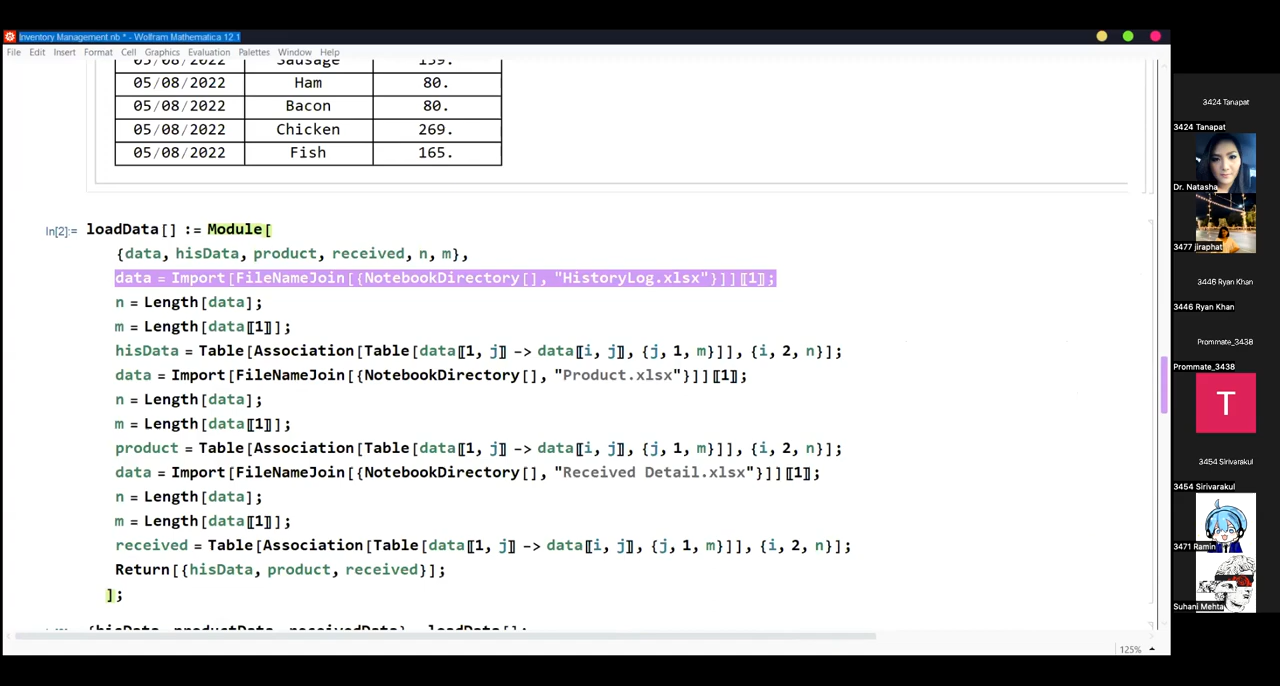 Inventory Management.nb * - Wolfram Mathematica 12.1
File Edit Insert Format Cell Graphics Evaluation Palettes Window Help
Sausage 159.
05/08/2022 Ham 80.
05/08/2022 Bacon 80.
05/08/2022 Chicken 269.
05/08/2022 Fish 165.
In[2]:= loadData[] := Module[
{data, hisData, product, received, n, m},
data = Import[FileNameJoin[{NotebookDirectory[], "HistoryLog.xlsx"}]]〚1〛;
n = Length[data];
m = Length[data〚1〛];
hisData = Table[Association[Table[data〚1, j〛 -> data〚i, j〛, {j, 1, m}]], {i, 2, n}];
data = Import[FileNameJoin[{NotebookDirectory[], "Product.xlsx"}]]〚1〛;
n = Length[data];
m = Length[data〚1〛];
product = Table[Association[Table[data〚1, j〛 -> data〚i, j〛, {j, 1, m}]], {i, 2, n}];
data = Import[FileNameJoin[{NotebookDirectory[], "Received Detail.xlsx"}]]〚1〛;
n = Length[data];
m = Length[data〚1〛];
received = Table[Association[Table[data〚1, j〛 -> data〚i, j〛, {j, 1, m}]], {i, 2, n}];
Return[{hisData, product, received}];
];
{hisData, productData, receivedData} loadData[];
125%
3424 Tanapat
3424 Tanapat
Dr. Natasha
3477 jiraphat
3446 Ryan Khan
3446 Ryan Khan
Prommate_3438
Prommate_3438
T
3454 Sirivarakul
3454 Sirivarakul
3471 Ramin
Suhani Mehta